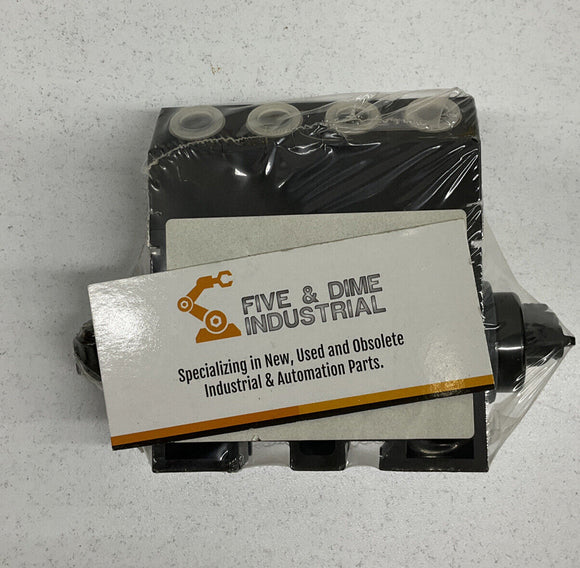 FIVE & DIME
INDUSTRIAL
Specializing in New, Used and Obsolete
Industrial & Automation Parts.